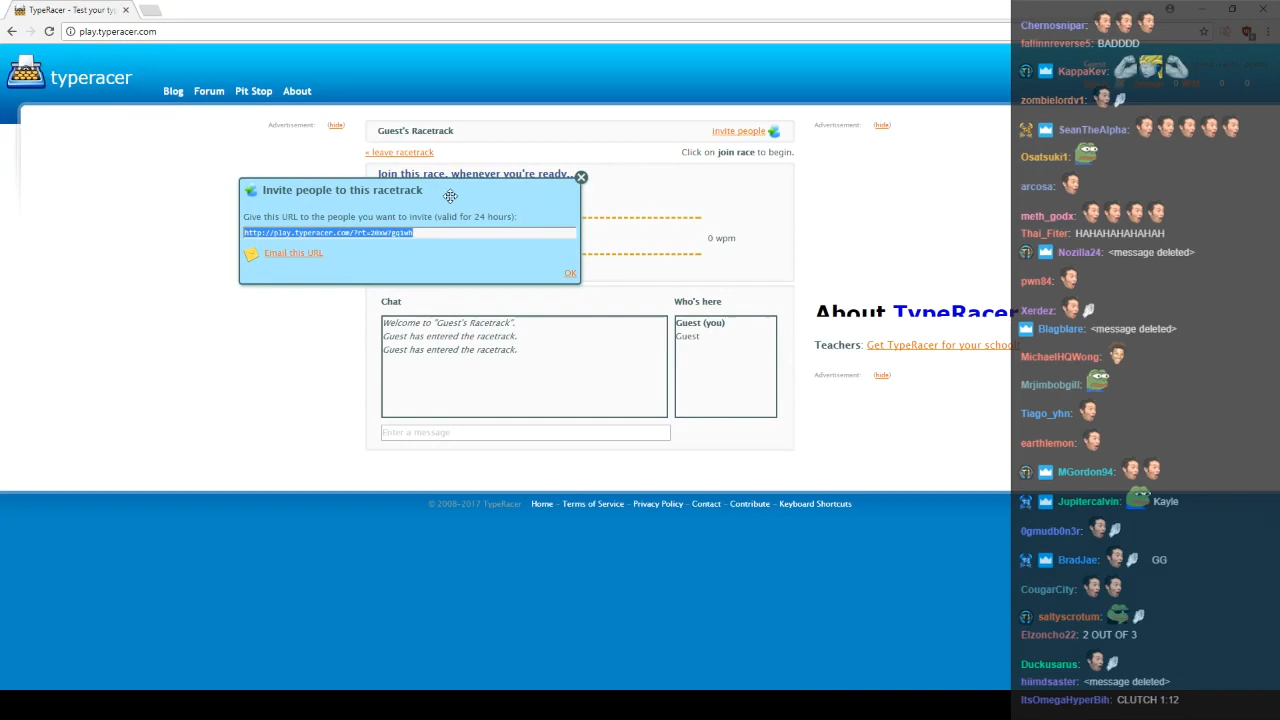 TypeRacer - Test your typ
play.typeracer.com
typeracer
Blog Forum Pit Stop About
Advertisement: (hide)
Guest's Racetrack
invite people
Advertisement: (hide)
« leave racetrack
Click on join race to begin.
Join this race, whenever you're ready..
Invite people to this racetrack
Give this URL to the people you want to invite (valid for 24 hours):
Email this URL
OK
0 wpm
Chat
Who's here
Welcome to "Guest's Racetrack".
Guest has entered the racetrack.
Guest has entered the racetrack.
Guest (you)
Guest
Enter a message
About TypeRacer
Teachers: Get TypeRacer for your school!
Advertisement: (hide)
© 2008-2017 TypeRacer Home - Terms of Service - Privacy Policy - Contact - Contribute - Keyboard Shortcuts
Chernosnipar:
fallinnreverse5: BADDDD
KappaKev:
zombielordv1:
SeanTheAlpha:
Osatsuki1:
arcosa:
meth_godx:
Thai_Fiter: HAHAHAHAHAHAH
Nozilla24: <message deleted>
pwn84:
Xerdez:
Blagblare: <message deleted>
MichaelHQWong:
Mrjimbobgill:
Tiago_yhn:
earthlemon:
MGordon94:
Jupitercalvin: Kayle
0gmudb0n3r:
BradJae: GG
CougarCity:
saltyscrotum:
Elzoncho22: 2 OUT OF 3
Duckusarus:
hiimdsaster: <message deleted>
ItsOmegaHyperBih: CLUTCH 1:12